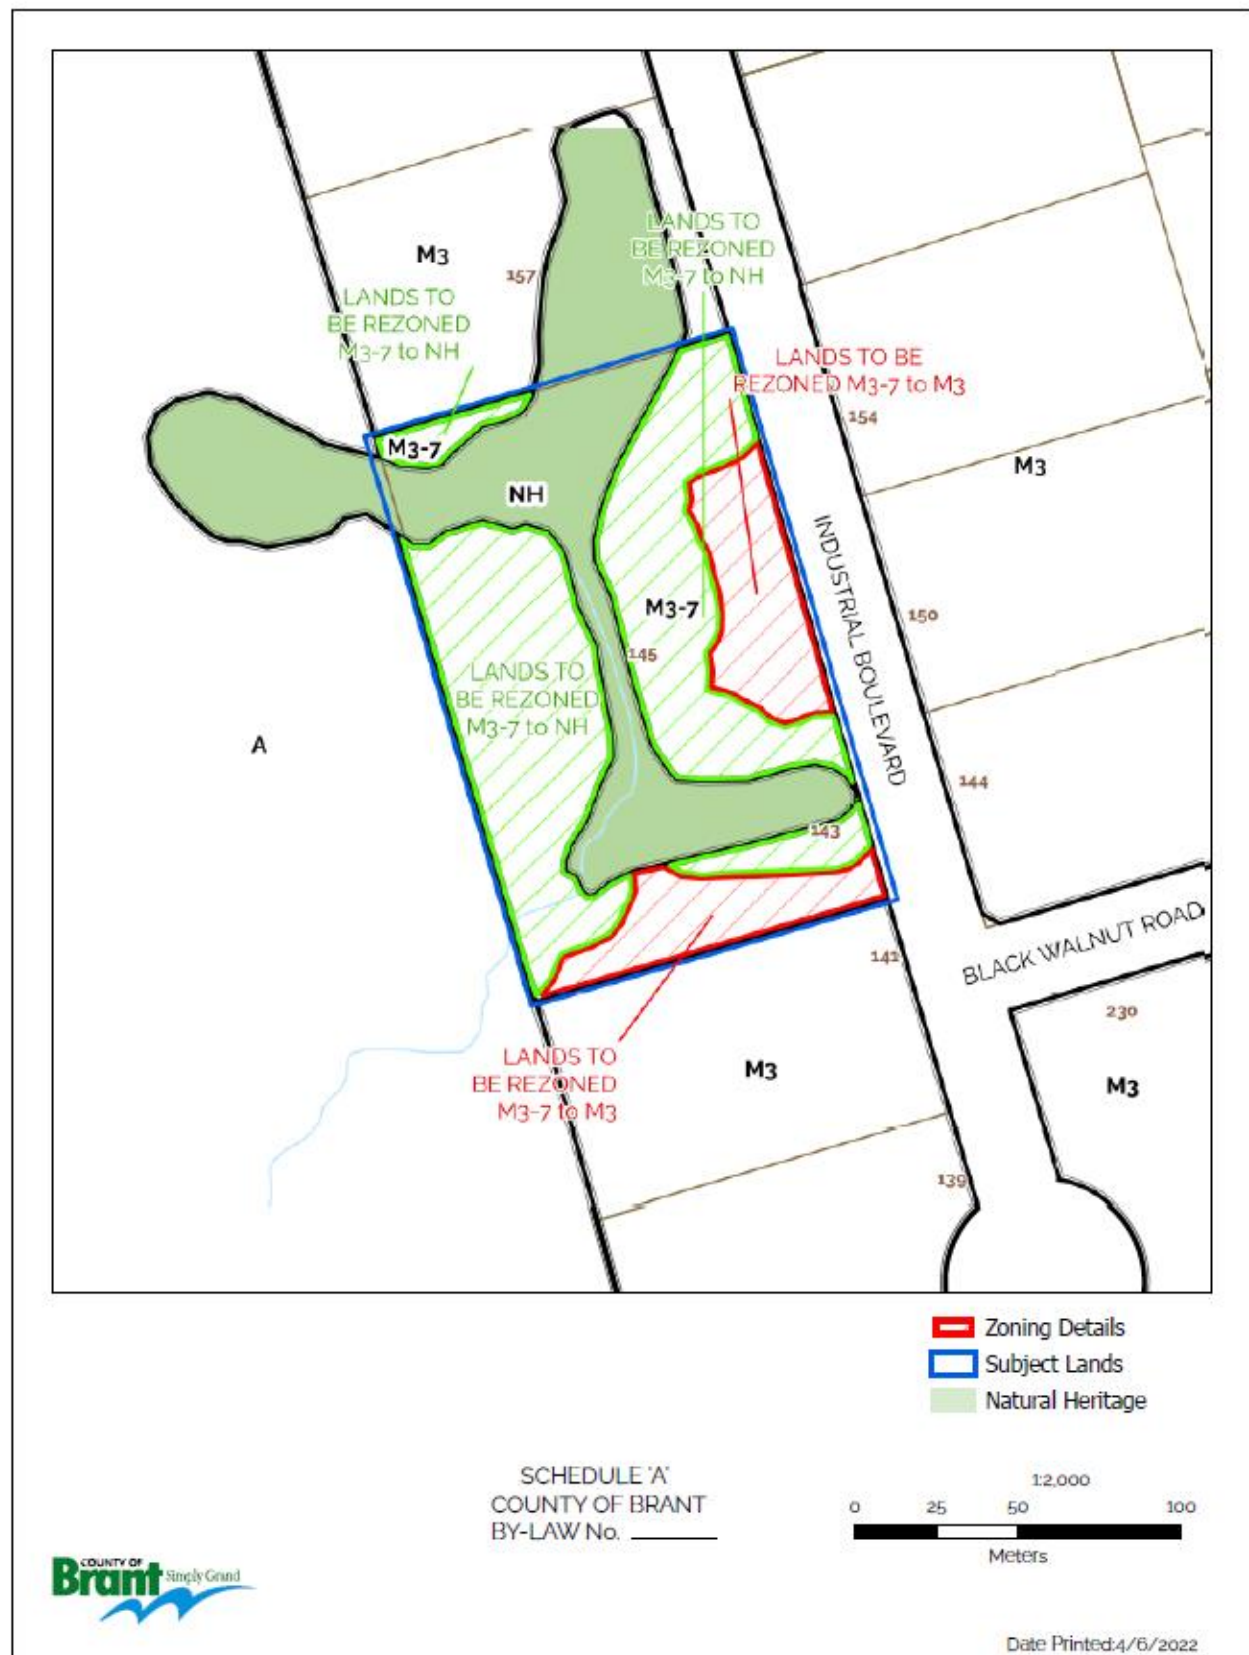 M3
157
LANDS TO
BE REZONED
M3-7 to NH
LANDS TO
BE REZONED
M3-7 to NH
LANDS TO BE
REZONED M3-7 to M3
154
M3
M3-7
NH
INDUSTRIAL BOULEVARD
M3-7
150
145
LANDS TO
BE REZONED
M3-7 to NH
A
144
143
141
BLACK WALNUT ROAD
230
LANDS TO
BE REZONED
M3-7 to M3
M3
M3
139
Zoning Details
Subject Lands
Natural Heritage
SCHEDULE 'A'
COUNTY OF BRANT
BY-LAW No. ________
1:2,000
0 25 50 100
Meters
COUNTY OF
Brant Simply Grand
Date Printed:4/6/2022